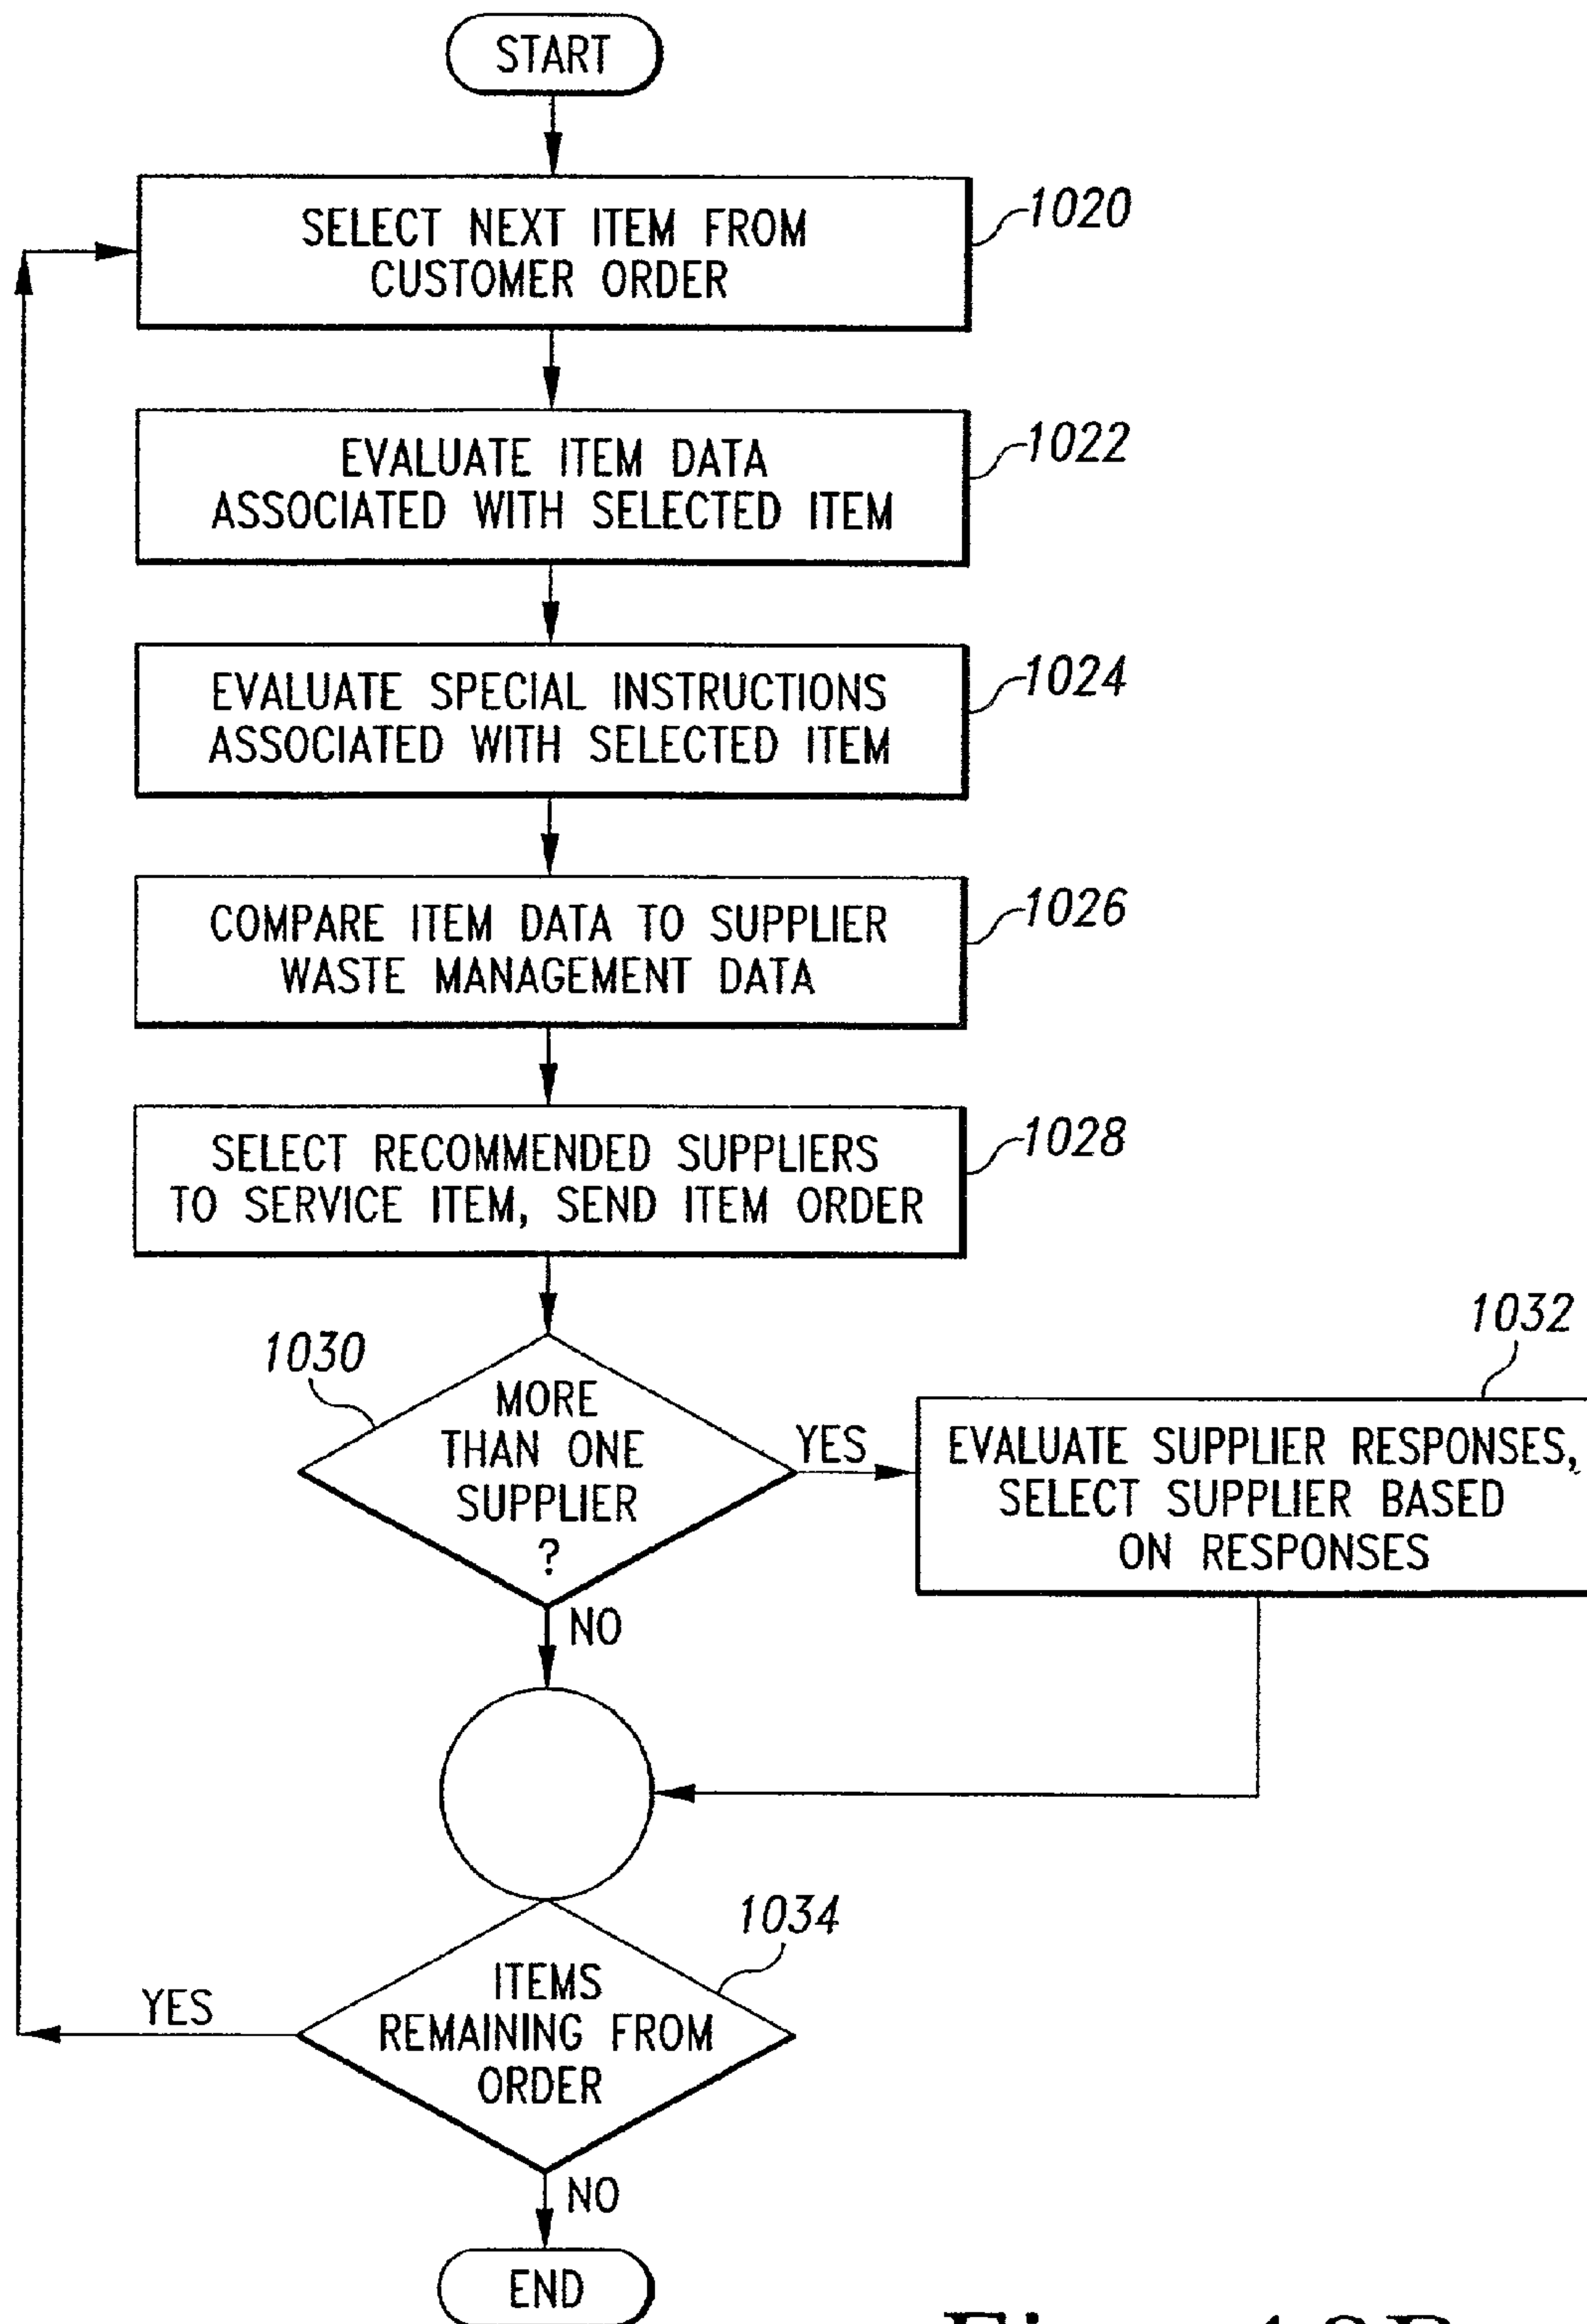 START
SELECT NEXT ITEM FROM
CUSTOMER ORDER
1020
EVALUATE ITEM DATA
ASSOCIATED WITH SELECTED ITEM
1022
EVALUATE SPECIAL INSTRUCTIONS
ASSOCIATED WITH SELECTED ITEM
1024
COMPARE ITEM DATA TO SUPPLIER
WASTE MANAGEMENT DATA
1026
SELECT RECOMMENDED SUPPLIERS
TO SERVICE ITEM, SEND ITEM ORDER
1028
1030
MORE
THAN ONE
SUPPLIER
?
YES
1032
EVALUATE SUPPLIER RESPONSES,
SELECT SUPPLIER BASED
ON RESPONSES
NO
1034
ITEMS
REMAINING FROM
ORDER
YES
NO
END